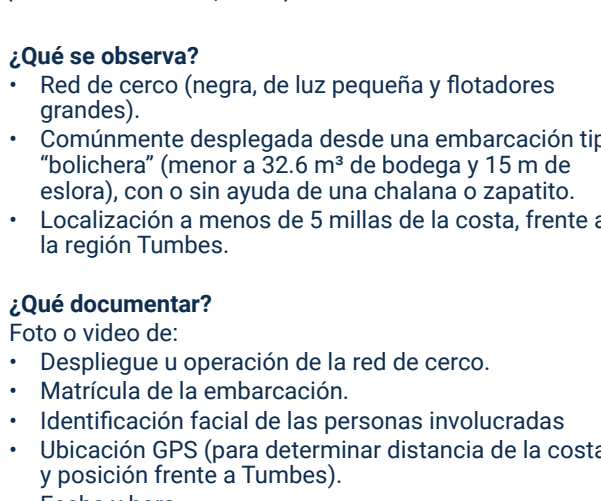 ¿Qué se observa?
• Red de cerco (negra, de luz pequeña y flotadores
grandes).
• Comúnmente desplegada desde una embarcación tip
“bolichera” (menor a 32.6 m³ de bodega y 15 m de
eslora), con o sin ayuda de una chalana o zapatito.
• Localización a menos de 5 millas de la costa, frente a
la región Tumbes.
¿Qué documentar?
Foto o video de:
• Despliegue u operación de la red de cerco.
• Matrícula de la embarcación.
• Identificación facial de las personas involucradas
• Ubicación GPS (para determinar distancia de la costa
y posición frente a Tumbes).
Fecha y hora